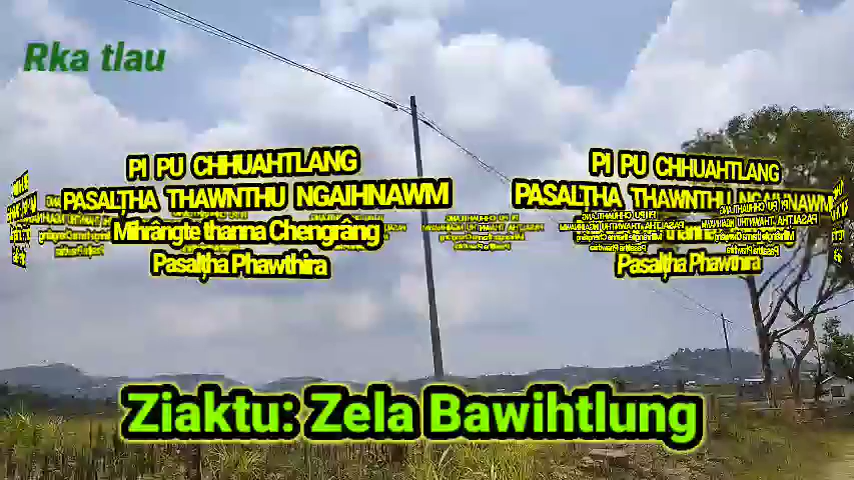 Rka tlau
PI PU CHHUAHTLANG
PASALṬHA THAWNTHU NGAIHNAWM
Mihrângte thanna Chengrâng
Pasalṭha Phawthira
PI PU CHHUAHTLANG
PASALṬHA THAWNTHU NGAIHNAWM
Pasalṭha Phawthira
Ziaktu: Zela Bawihtlung